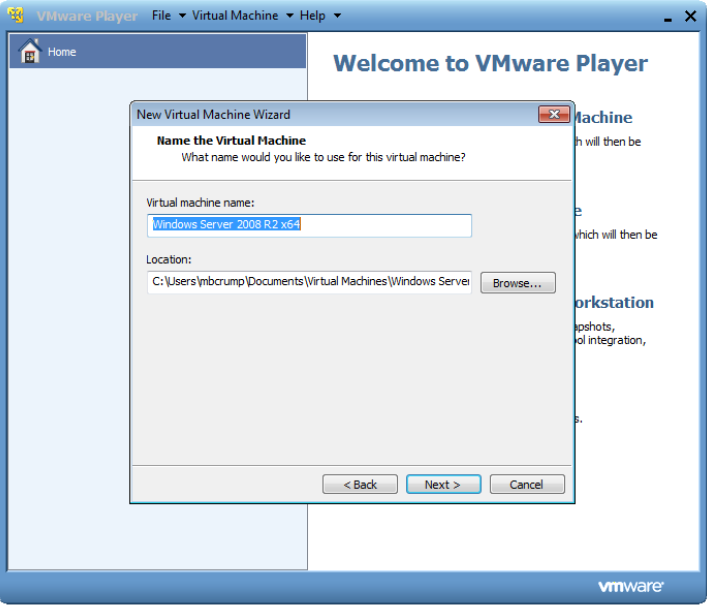 VMware Player File Virtual Machine Help
Home
Welcome to VMware Player
New Virtual Machine Wizard
Name the Virtual Machine
What name would you like to use for this virtual machine?
Virtual machine name:
Windows Server 2008 R2 x64
Location:
C:\Users\mbcrump\Documents\Virtual Machines\Windows Server
Browse...
< Back Next > Cancel
Machine
which will then be
which will then be
Workstation
snapshots,
integration,
vmware